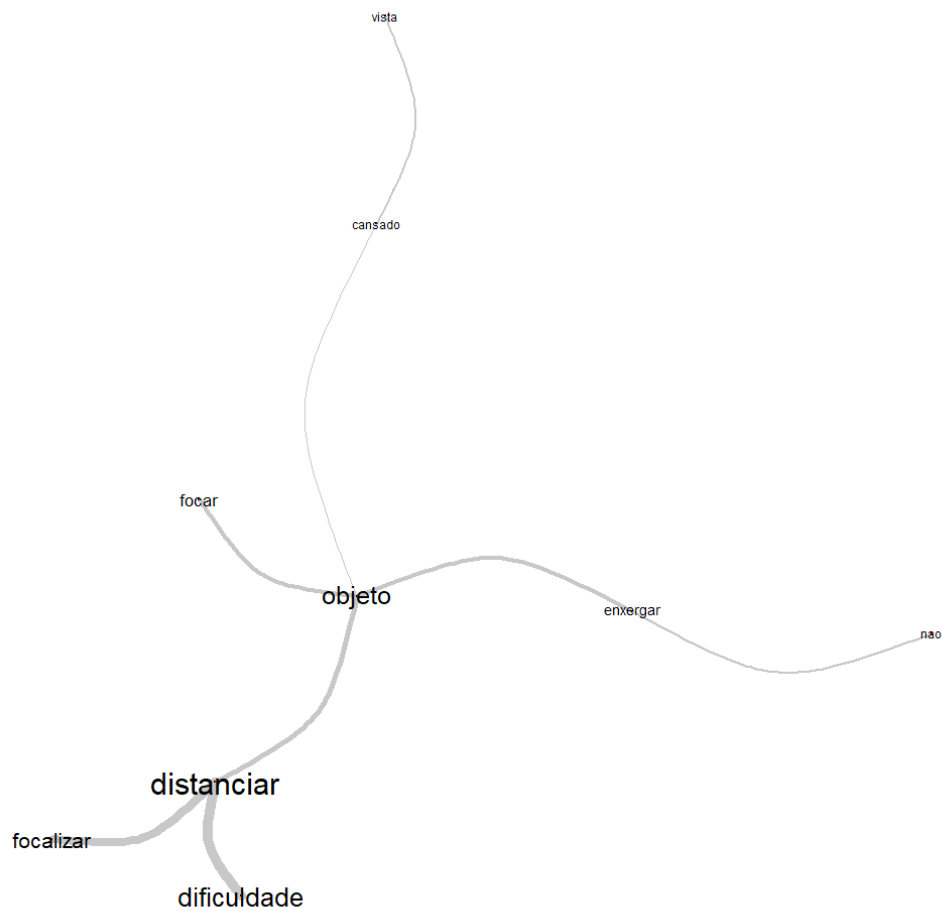 vista
cansado
focar
objeto
enxergar
nao
distanciar
focalizar
dificuldade